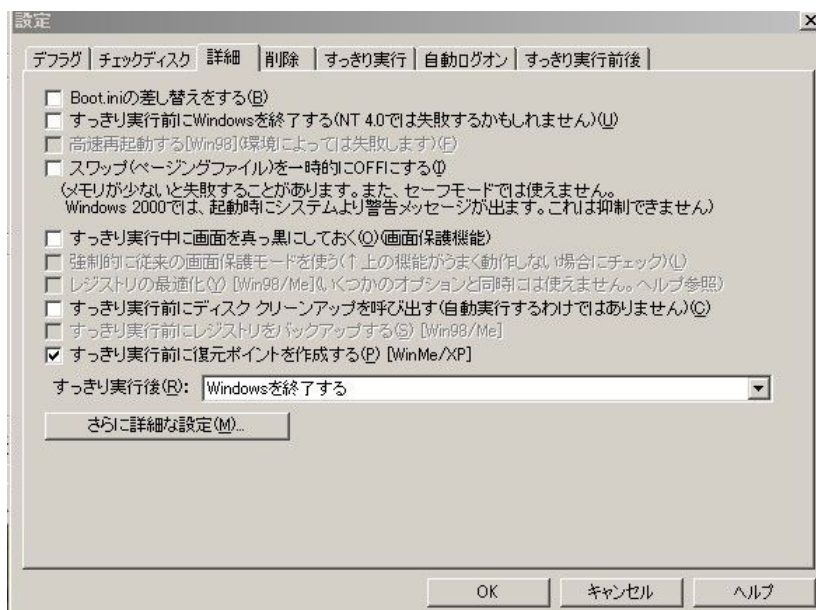 設定
デフラグ チェックディスク 詳細 削除 すっきり実行 自動ログオン すっきり実行前後
Boot.iniの差し替えをする(B)
すっきり実行前にWindowsを終了する(NT 4.0では失敗するかもしれません)(U)
高速再起動する[Win98](環境によっては失敗します)(F)
スワップ(ページングファイル)を一時的にOFFにする(I)
(メモリが少ないと失敗することがあります。また、セーフモードでは使えません。
Windows 2000では、起動時にシステムより警告メッセージが出ます。これは抑制できません)
すっきり実行中に画面を真っ黒にしておく(O)(画面保護機能)
強制的に従来の画面保護モードを使う(↑上の機能がうまく動作しない場合にチェック)(L)
レジストリの最適化(Y) [Win98/Me](いくつかのオプションと同時には使えません。ヘルプ参照)
すっきり実行前にディスク クリーンアップを呼び出す(自動実行するわけではありません)(C)
すっきり実行前にレジストリをバックアップする(S) [Win98/Me]
すっきり実行前に復元ポイントを作成する(P) [WinMe/XP]
すっきり実行後(R): Windowsを終了する
さらに詳細な設定(M)...
OK キャンセル ヘルプ